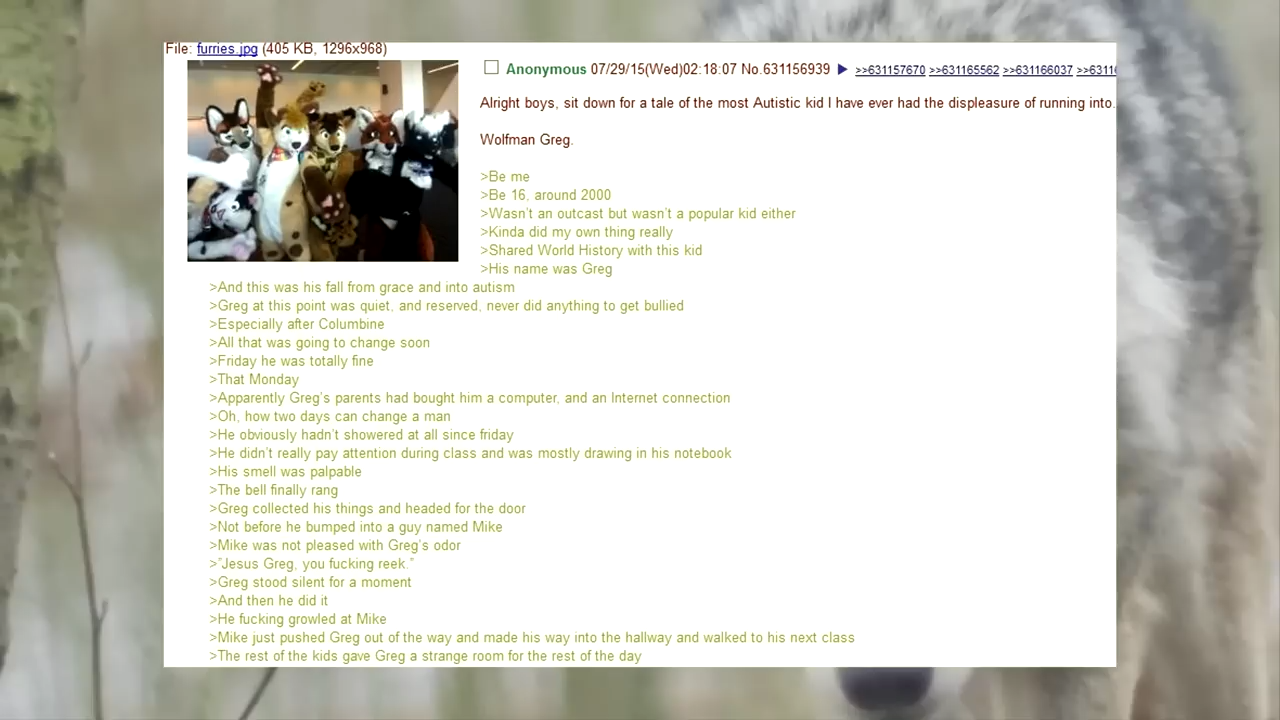 File: furries.jpg (405 KB, 1296x968)
Anonymous 07/29/15(Wed)02:18:07 No.631156939 ▶ >>631157670 >>631165562 >>631166037 >>63116
Alright boys, sit down for a tale of the most Autistic kid I have ever had the displeasure of running into.
Wolfman Greg.
>Be me
>Be 16, around 2000
>Wasn't an outcast but wasn't a popular kid either
>Kinda did my own thing really
>Shared World History with this kid
>His name was Greg
>And this was his fall from grace and into autism
>Greg at this point was quiet, and reserved, never did anything to get bullied
>Especially after Columbine
>All that was going to change soon
>Friday he was totally fine
>That Monday
>Apparently Greg's parents had bought him a computer, and an Internet connection
>Oh, how two days can change a man
>He obviously hadn't showered at all since friday
>He didn't really pay attention during class and was mostly drawing in his notebook
>His smell was palpable
>The bell finally rang
>Greg collected his things and headed for the door
>Not before he bumped into a guy named Mike
>Mike was not pleased with Greg's odor
>"Jesus Greg, you fucking reek."
>Greg stood silent for a moment
>And then he did it
>He fucking growled at Mike
>Mike just pushed Greg out of the way and made his way into the hallway and walked to his next class
>The rest of the kids gave Greg a strange room for the rest of the day